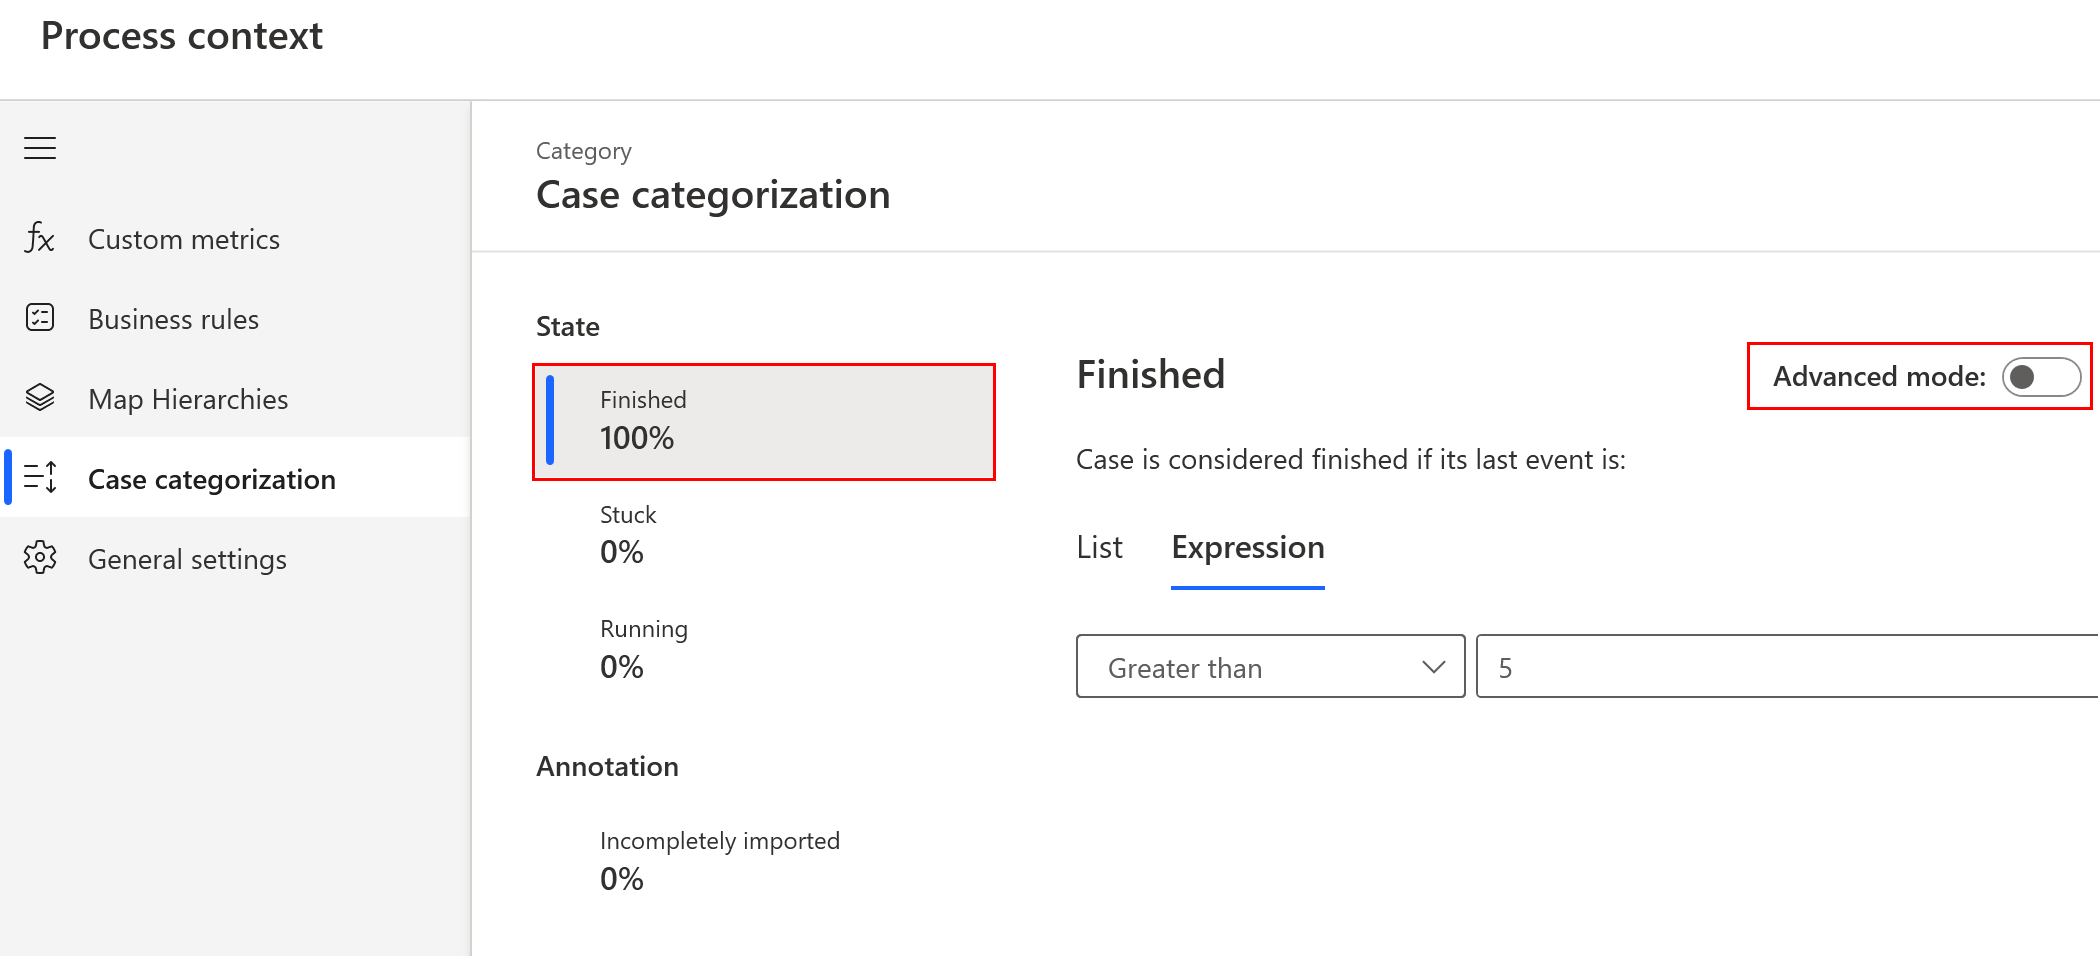 Process context
Custom metrics
Business rules
Map Hierarchies
Case categorization
General settings
Category
Case categorization
State
Finished
100%
Stuck
0%
Running
0%
Annotation
Incompletely imported
0%
Finished
Advanced mode:
Case is considered finished if its last event is:
List Expression
Greater than 5